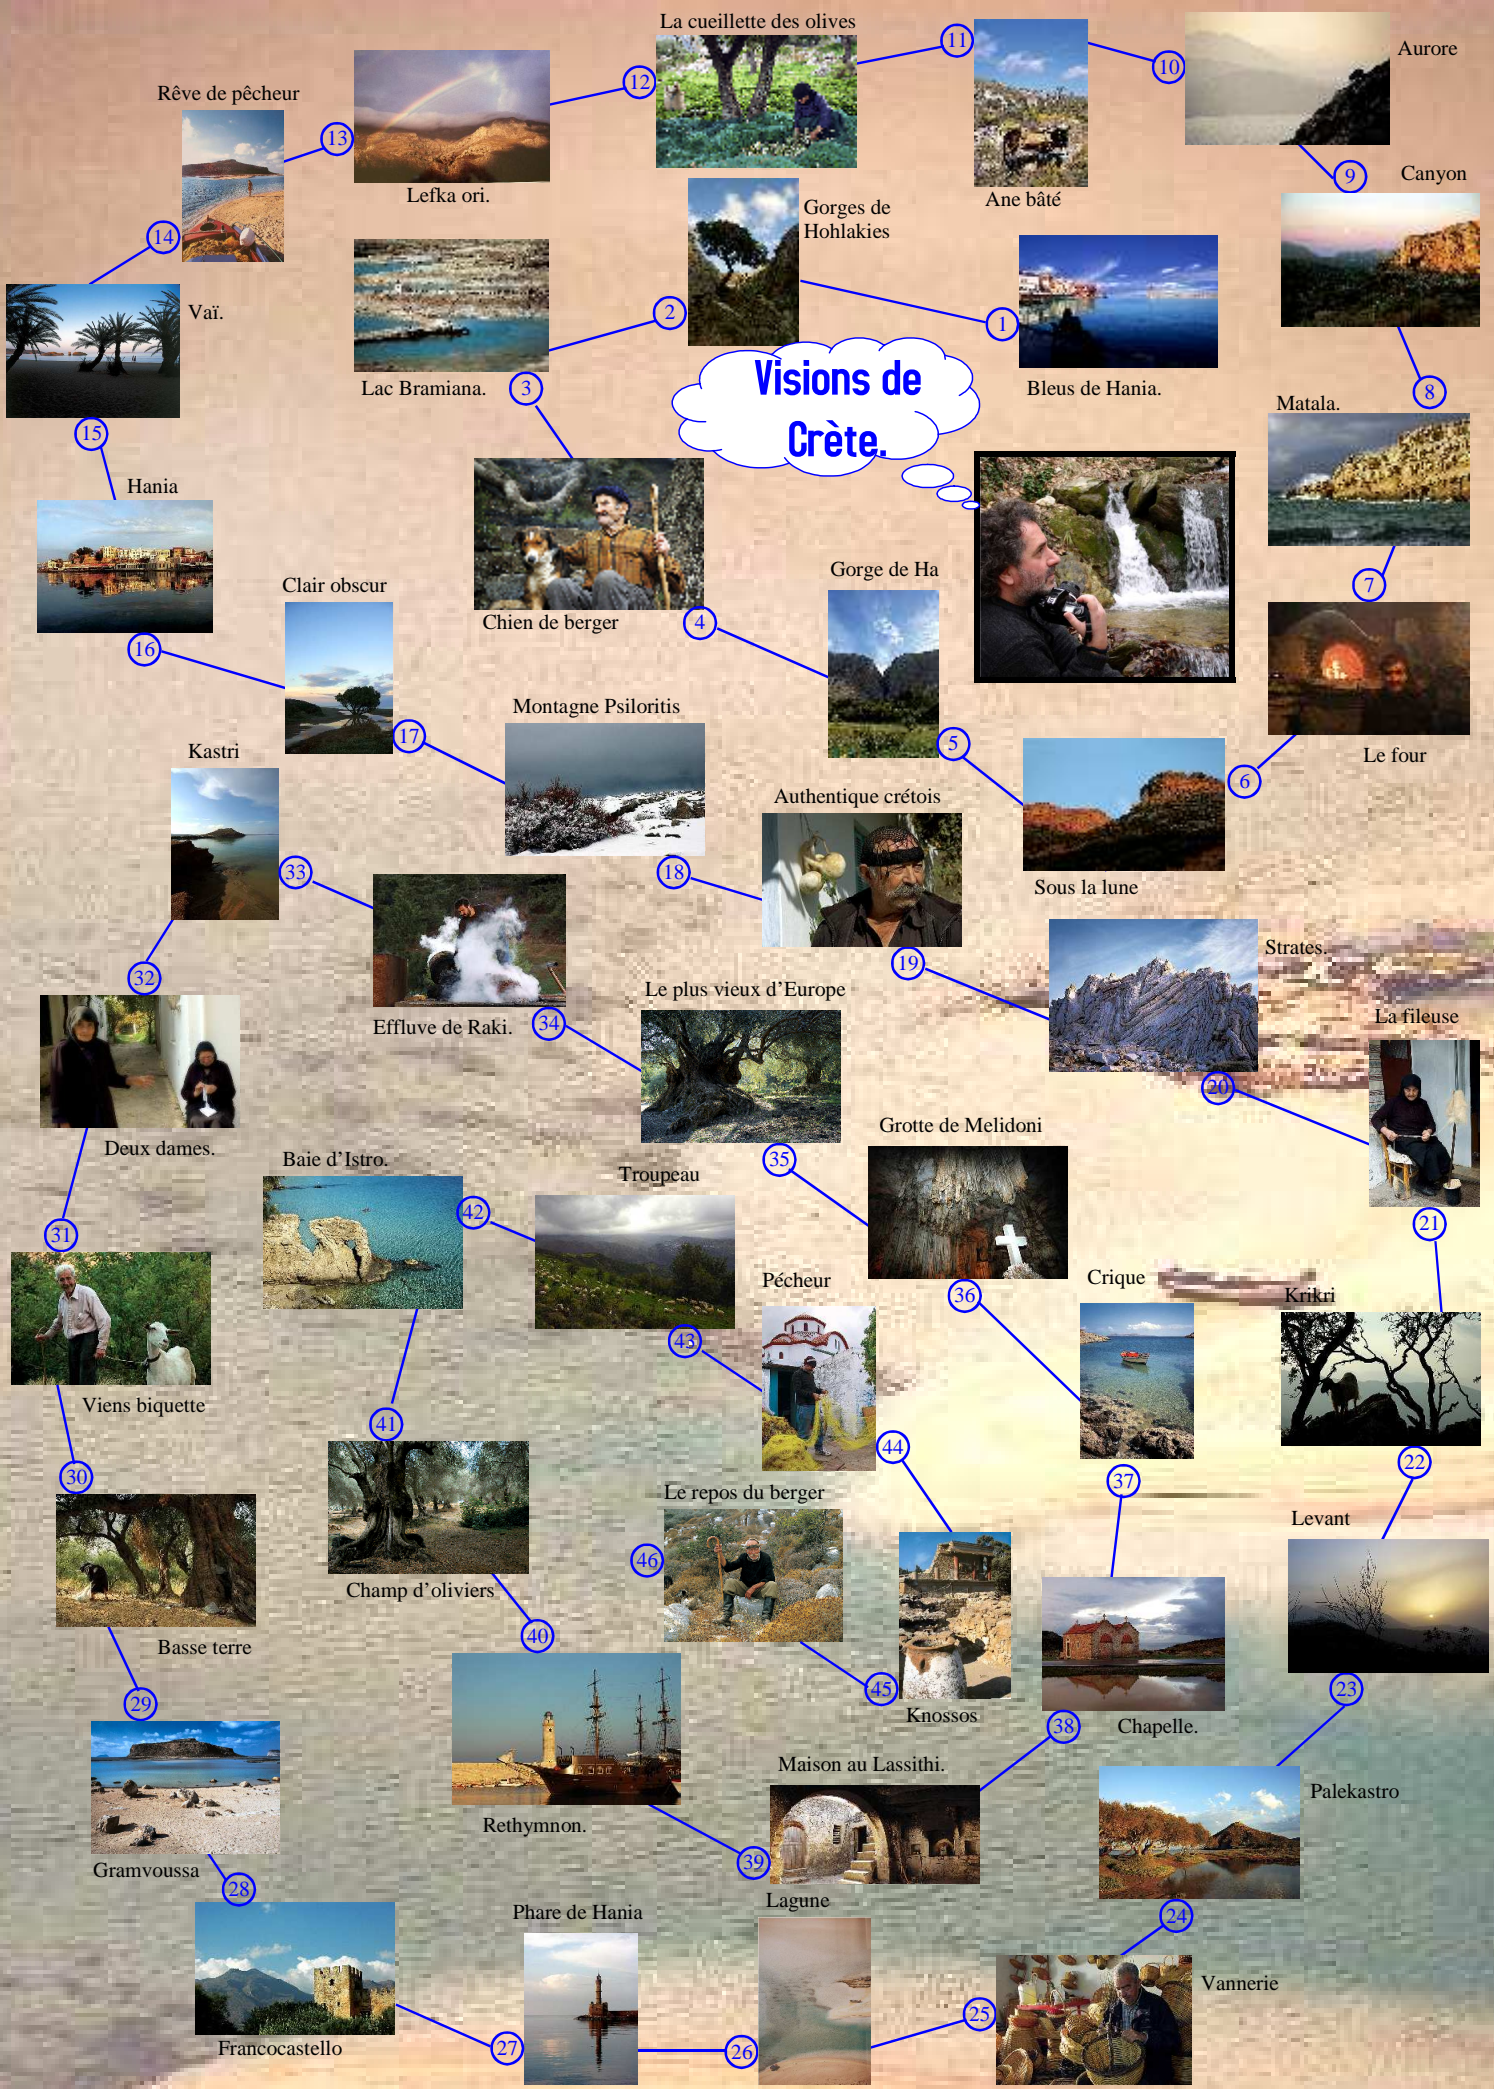 La cueillette des olives
11
10
Aurore
12
Rêve de pêcheur
13
Lefka ori.
Ane bâté
9
Canyon
Gorges de
Hohlakies
14
Vaï.
2
1
Lac Bramiana.
3
Visions de
Crète.
Bleus de Hania.
8
Matala.
15
Hania
Clair obscur
Chien de berger
4
Gorge de Ha
7
16
Montagne Psiloritis
17
5
6
Le four
Kastri
Authentique crétois
33
18
Sous la lune
19
Strates.
32
Le plus vieux d’Europe
La fileuse
Effluve de Raki.
34
20
Deux dames.
Grotte de Melidoni
35
Baie d’Istro.
Troupeau
31
42
21
Pécheur
36
Crique
Krikri
43
Viens biquette
41
44
30
37
22
Le repos du berger
Levant
46
Champ d’oliviers
40
Basse terre
29
45
Knossos
38
Chapelle.
23
Maison au Lassithi.
Palekastro
Rethymnon.
39
Gramvoussa
28
Lagune
Phare de Hania
24
Vannerie
25
Francocastello
27
26